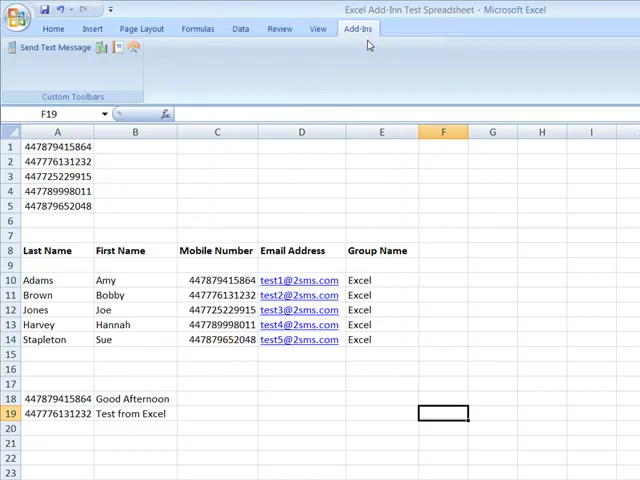 Excel Add-Inn Test Spreadsheet - Microsoft Excel
Home Insert Page Layout Formulas Data Review View Add-Ins
Send Text Message
Custom Toolbars
F19 fx
A B C D E F G H I
1 447879415864
2 447776131232
3 447725229915
4 447789998011
5 447879652048
6
7
8 Last Name First Name Mobile Number Email Address Group Name
9
10 Adams Amy 447879415864 test1@2sms.com Excel
11 Brown Bobby 447776131232 test2@2sms.com Excel
12 Jones Joe 447725229915 test3@2sms.com Excel
13 Harvey Hannah 447789998011 test4@2sms.com Excel
14 Stapleton Sue 447879652048 test5@2sms.com Excel
15
16
17
18 447879415864 Good Afternoon
19 447776131232 Test from Excel
20
21
22
23